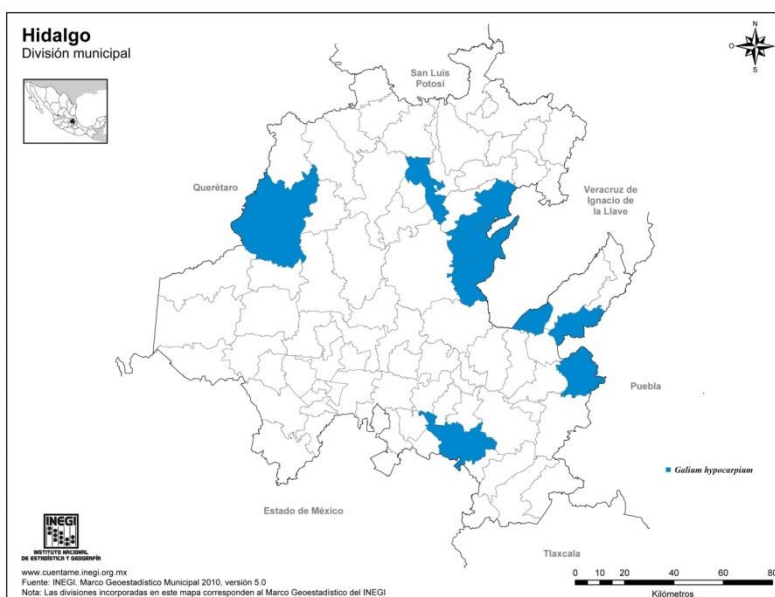 Hidalgo
División municipal
N
O
E
S
San Luis
Potosí
Querétaro
Veracruz de
Ignacio de
la Llave
Puebla
Galium hypocarpium
Estado de México
Tlaxcala
INEGI
INSTITUTO NACIONAL
DE ESTADÍSTICA Y GEOGRAFÍA
www.cuentame.inegi.org.mx
Fuente: INEGI. Marco Geoestadístico Municipal 2010, versión 5.0
Nota: Las divisiones incorporadas en este mapa corresponden al Marco Geoestadístico del INEGI
0 10 20 40 60 80
Kilómetros